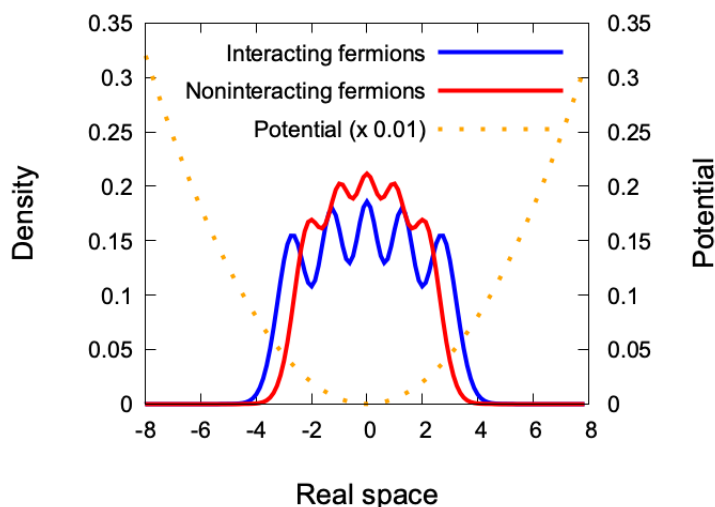 0.35
0.3
0.25
0.2
0.15
0.1
0.05
0
Density
Interacting fermions
Noninteracting fermions
Potential (x 0.01)
0.35
0.3
0.25
0.2
0.15
0.1
0.05
0
Potential
-8 -6 -4 -2 0 2 4 6 8
Real space